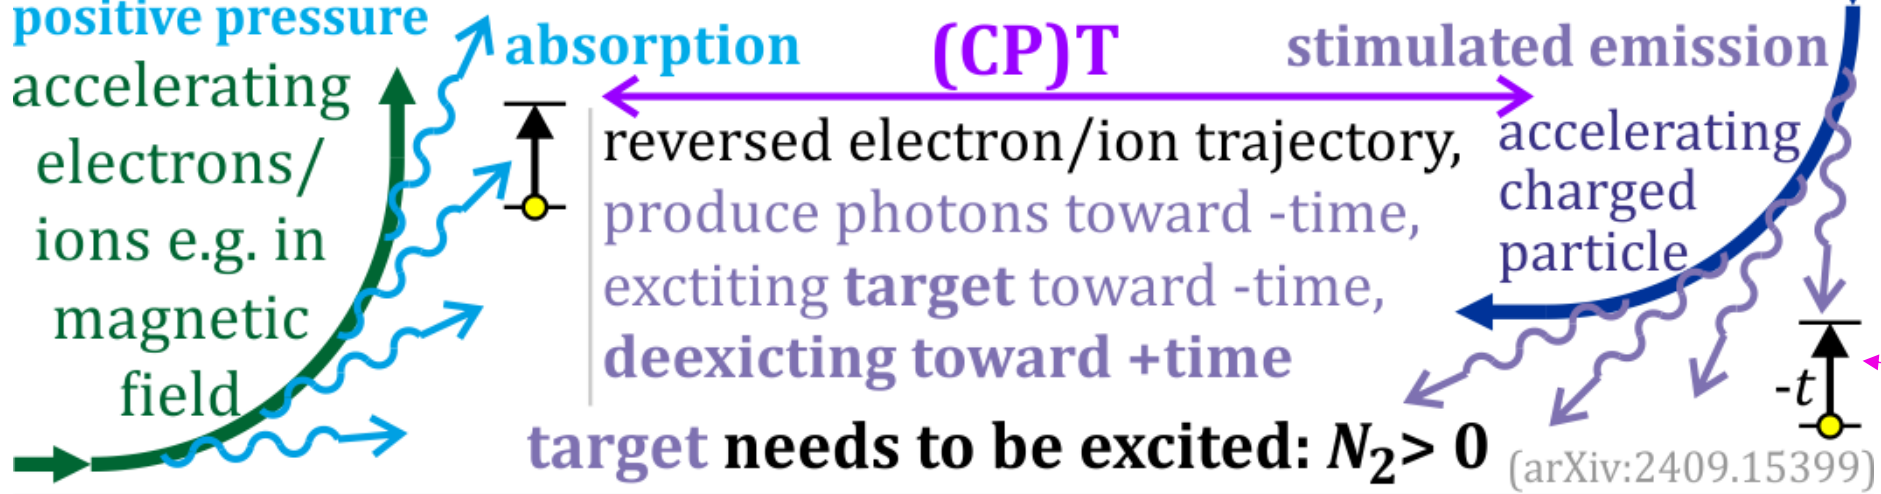 positive pressure
accelerating
electrons/
ions e.g. in
magnetic
field
absorption
(CP)T
stimulated emission
reversed electron/ion trajectory,
produce photons toward -time,
exctiting target toward -time,
deexicting toward +time
accelerating
charged
particle
-t
target needs to be excited: N₂> 0
(arXiv:2409.15399)